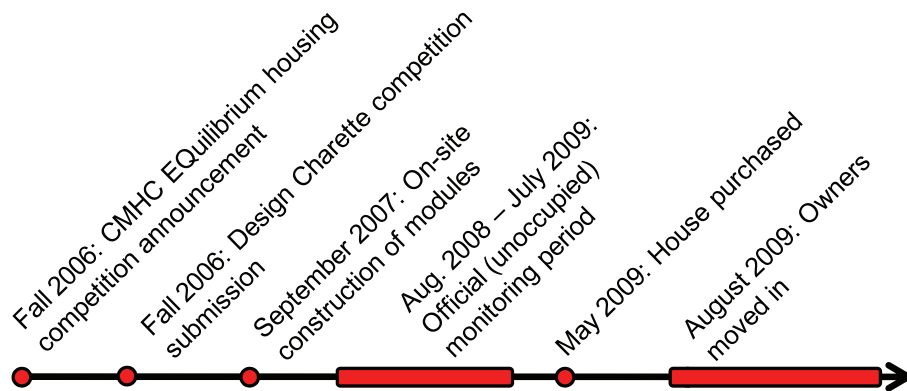 Fall 2006: CMHC EQuilibrium housing
competition announcement
Fall 2006: Design Charette competition
submission
September 2007: On-site
construction of modules
Aug. 2008 – July 2009:
Official (unoccupied)
monitoring period
May 2009: House purchased
August 2009: Owners
moved in